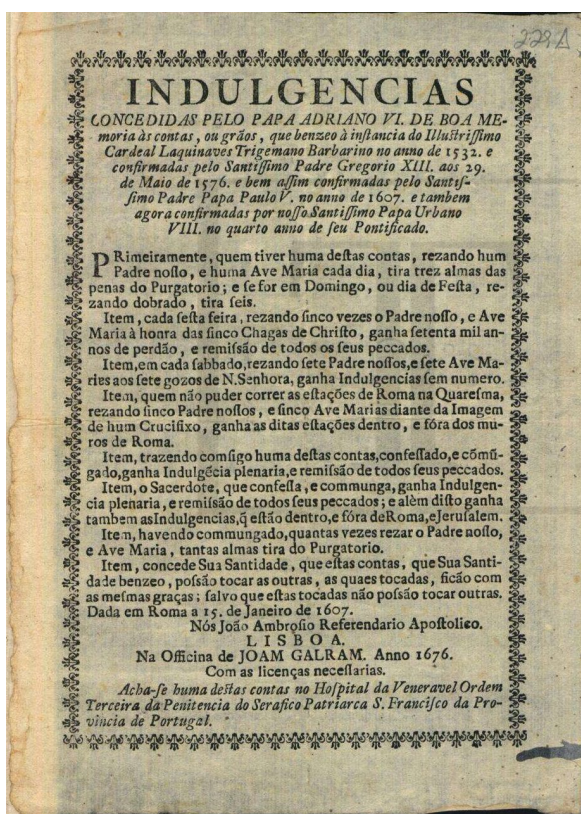 229A
INDULGENCIAS
CONCEDIDAS PELO PAPA ADRIANO VI. DE BOA ME-
moria às contas, ou grãos, que benzeo à inſtancia do Illuſtriſſimo
Cardeal Laquinaves Trigemano Barbarino no anno de 1532. e
confirmadas pelo Santiſſimo Padre Gregorio XIII. aos 29.
de Maio de 1576. e bem aſſim confirmadas pelo Santiſ-
ſimo Padre Papa Paulo V. no anno de 1607. e tambem
agora confirmadas por noſſo Santiſſimo Papa Urbano
VIII. no quarto anno de ſeu Pontificado.
PRimeiramente, quem tiver huma deſtas contas, rezando hum
Padre noſſo, e huma Ave Maria cada dia, tira trez almas das
penas do Purgatorio; e ſe for em Domingo, ou dia de Feſta, re-
zando dobrado, tira ſeis.
Item, cada ſeſta feira, rezando ſinco vezes o Padre noſſo, e Ave
Maria à honra das ſinco Chagas de Chriſto, ganha ſetenta mil an-
nos de perdão, e remiſſão de todos os ſeus peccados.
Item, em cada ſabbado, rezando ſete Padre noſſos, e ſete Ave Ma-
ries aos ſete gozos de N. Senhora, ganha Indulgencias ſem numero.
Item, quem não puder correr as eſtações de Roma na Quareſma,
rezando ſinco Padre noſſos, e ſinco Ave Marias diante da Imagem
de hum Crucifixo, ganha as ditas eſtações dentro, e fóra dos mu-
ros de Roma.
Item, trazendo comſigo huma deſtas contas, confeſſado, e cõmũ-
gado, ganha Indulgẽcia plenaria, e remiſſão de todos ſeus peccados.
Item, o Sacerdote, que confeſſa, e communga, ganha Indulgen-
cia plenaria, e remiſſão de todos ſeus peccados; e alèm diſto ganha
tambem as Indulgencias, q̃ eſtão dentro, e fóra de Roma, e Jeruſalem.
Item, havendo commungado, quantas vezes rezar o Padre noſſo,
e Ave Maria, tantas almas tira do Purgatorio.
Item, concede Sua Santidade, que eſtas contas, que Sua Santi-
dade benzeo, poſsão tocar as outras, as quaes tocadas, ficão com
as meſmas graças; ſalvo que eſtas tocadas não poſsão tocar outras.
Dada em Roma a 15. de Janeiro de 1607.
Nós João Ambroſio Referendario Apoſtolico.
LISBOA.
Na Officina de JOAM GALRAM. Anno 1676.
Com as licenças neceſſarias.
Acha-ſe huma deſtas contas no Hoſpital da Veneravel Ordem
Terceira da Penitencia do Serafico Patriarca S. Franciſco da Pro-
vincia de Portugal.